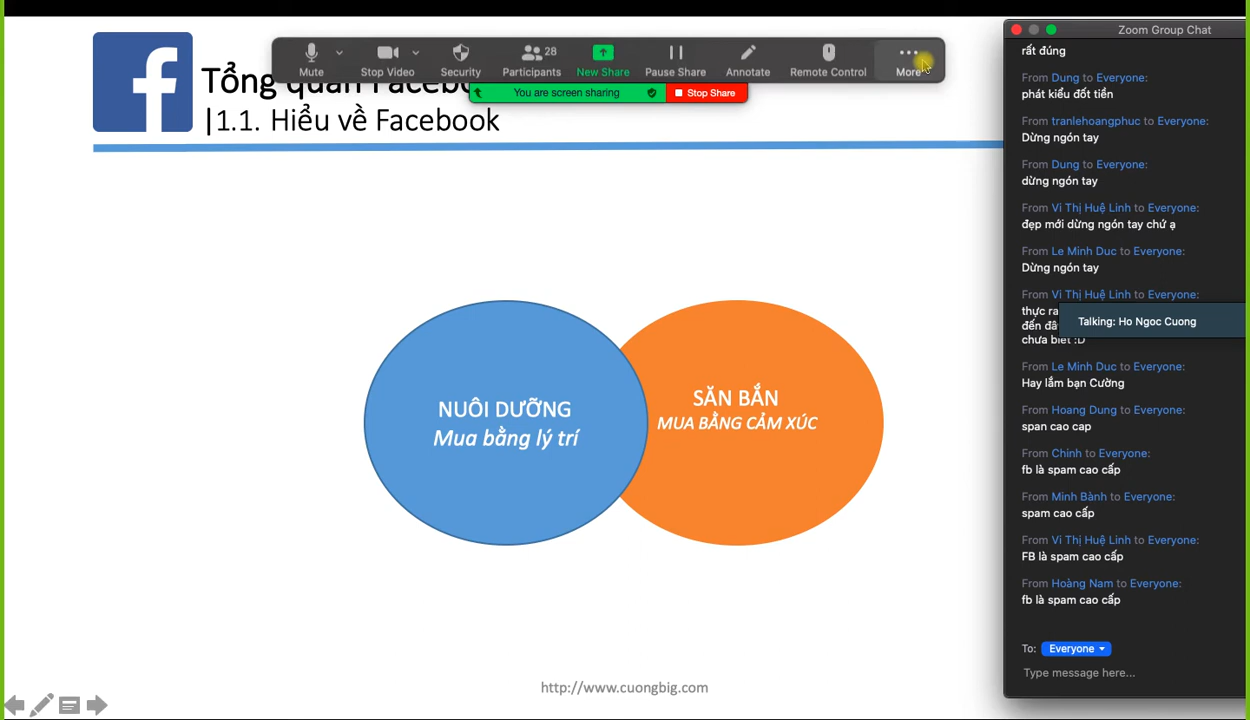 Tổng quan Facebo
|1.1. Hiểu về Facebook
Mute
Stop Video
Security
28
Participants
New Share
Pause Share
Annotate
Remote Control
More
You are screen sharing
Stop Share
NUÔI DƯỠNG
Mua bằng lý trí
SĂN BẮN
MUA BẰNG CẢM XÚC
http://www.cuongbig.com
Zoom Group Chat
rất đúng
From Dung to Everyone:
phát kiểu đốt tiền
From tranlehoangphuc to Everyone:
Dừng ngón tay
From Dung to Everyone:
dừng ngón tay
From Vi Thị Huệ Linh to Everyone:
đẹp mới dừng ngón tay chứ ạ
From Le Minh Duc to Everyone:
Dừng ngón tay
From Vi Thị Huệ Linh to Everyone:
thực ra
đến đâ
chưa biết :D
Talking: Ho Ngoc Cuong
From Le Minh Duc to Everyone:
Hay lắm bạn Cường
From Hoang Dung to Everyone:
span cao cap
From Chinh to Everyone:
fb là spam cao cấp
From Minh Bành to Everyone:
spam cao cấp
From Vi Thị Huệ Linh to Everyone:
FB là spam cao cấp
From Hoàng Nam to Everyone:
fb là spam cao cấp
To: Everyone
Type message here...